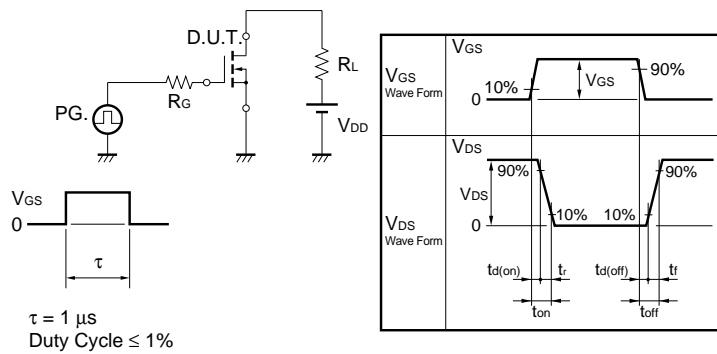 D.U.T.
RL
RG
PG.
VDD
VGS
0
τ
τ = 1 µs
Duty Cycle ≤ 1%
VGS
Wave Form
VGS
10%
0
VGS
90%
VDS
Wave Form
VDS
90%
VDS
0
10%
10%
90%
td(on)
tr
td(off)
tf
ton
toff